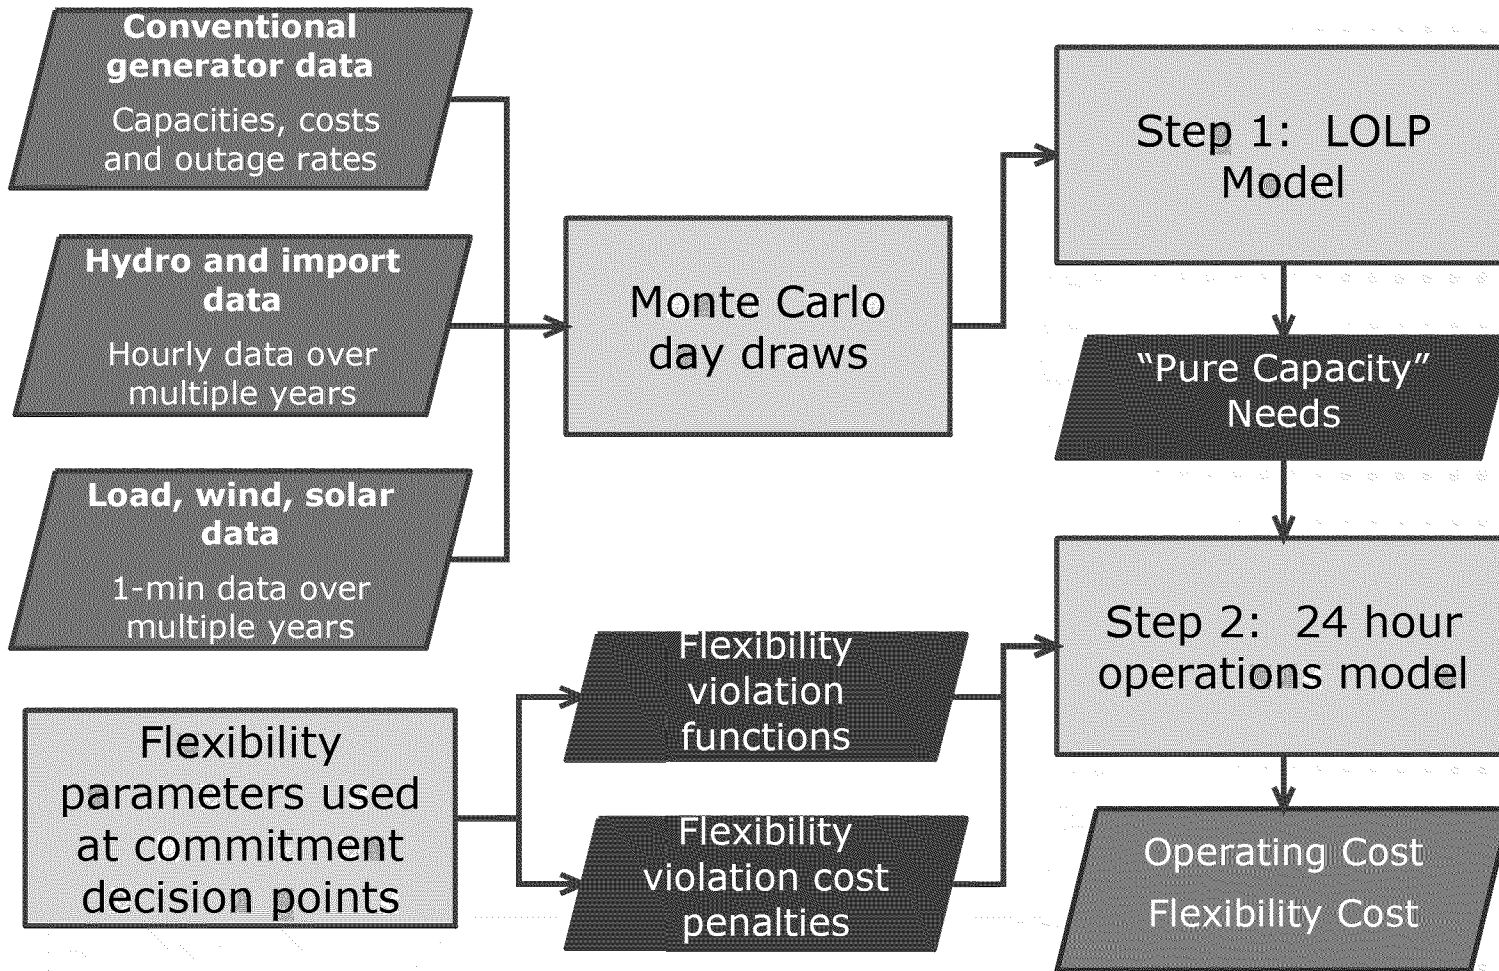 Conventional
generator data
Capacities, costs
and outage rates
Hydro and import
data
Hourly data over
multiple years
Load, wind, solar
data
1-min data over
multiple years
Monte Carlo
day draws
Step 1:  LOLP
Model
“Pure Capacity”
Needs
Flexibility
parameters used
at commitment
decision points
Flexibility
violation
functions
Flexibility
violation cost
penalties
Step 2:  24 hour
operations model
Operating Cost
Flexibility Cost